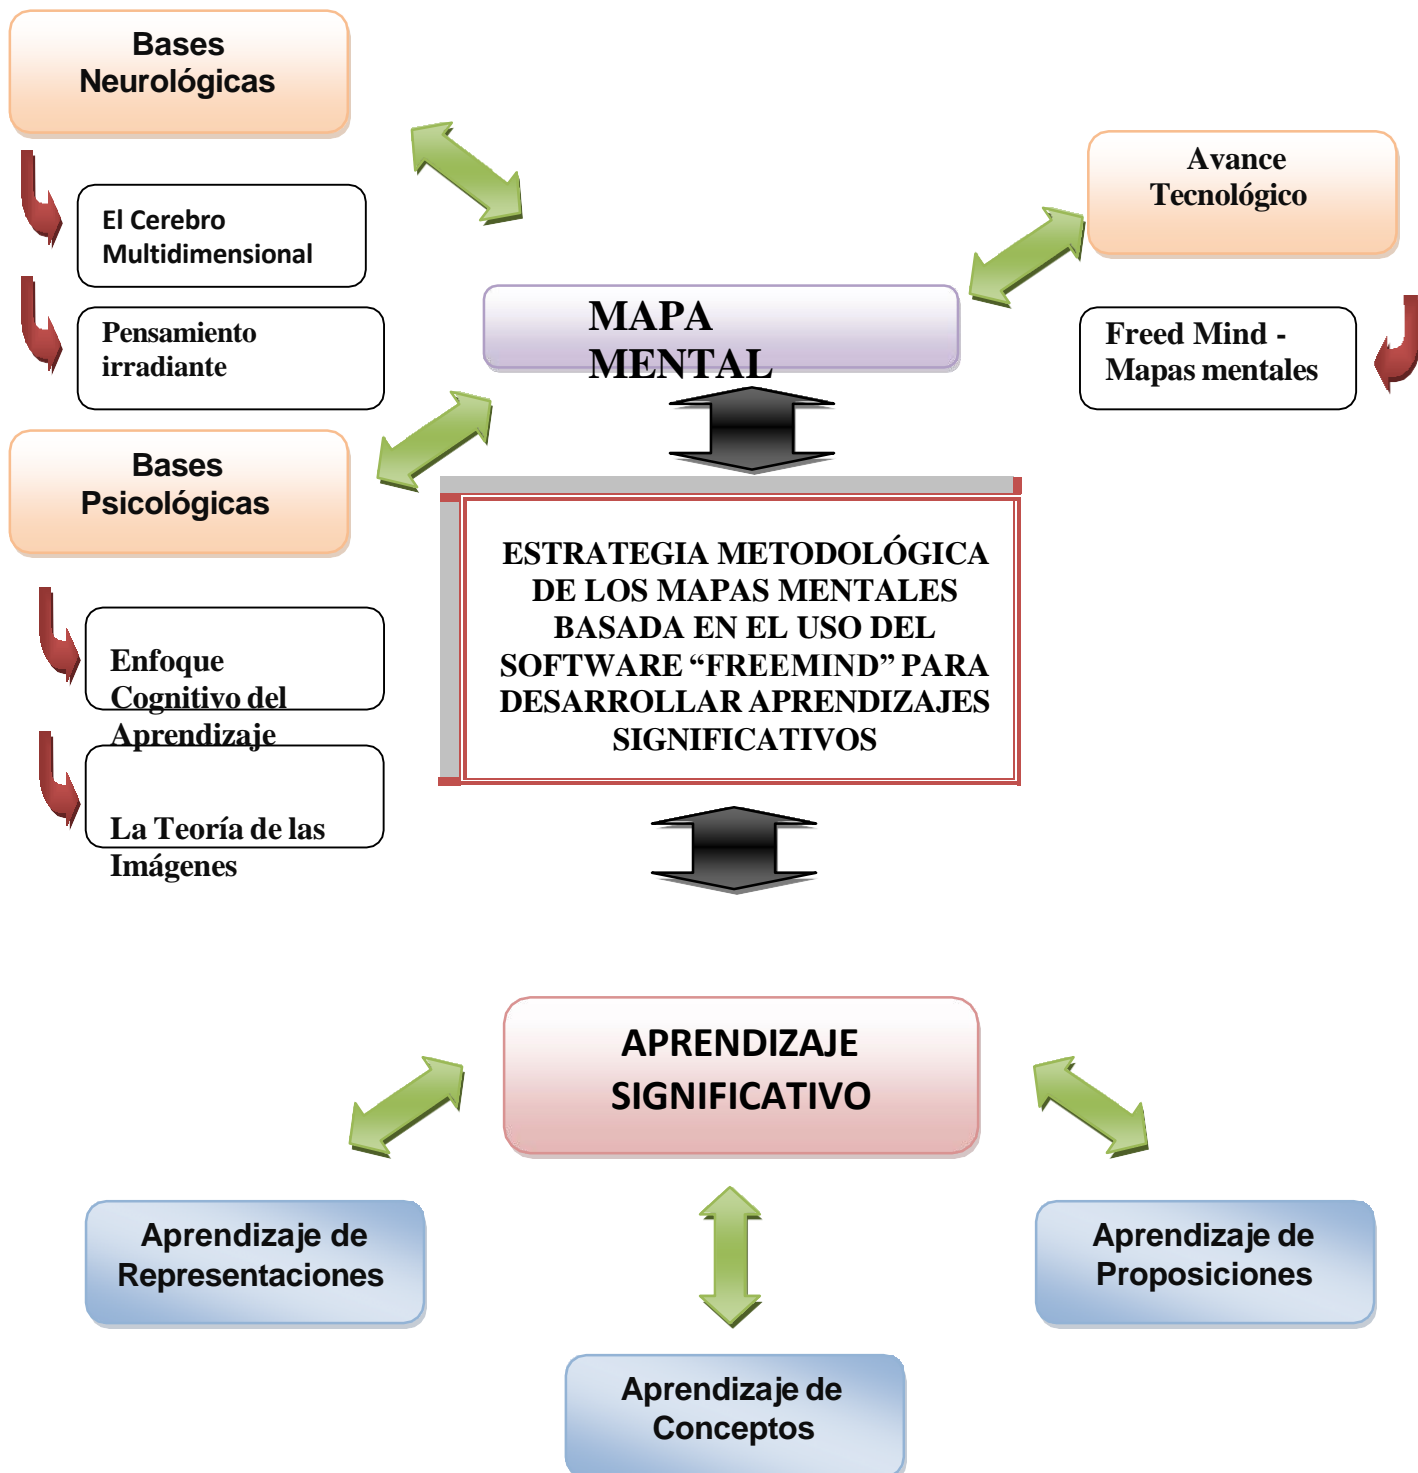 Bases
Neurológicas
El Cerebro
Multidimensional
Pensamiento
irradiante
Bases
Psicológicas
Enfoque
Cognitivo del
Aprendizaje
La Teoría de las
Imágenes
MAPA
MENTAL
Avance
Tecnológico
Freed Mind -
Mapas mentales
ESTRATEGIA METODOLÓGICA
DE LOS MAPAS MENTALES
BASADA EN EL USO DEL
SOFTWARE “FREEMIND” PARA
DESARROLLAR APRENDIZAJES
SIGNIFICATIVOS
APRENDIZAJE
SIGNIFICATIVO
Aprendizaje de
Representaciones
Aprendizaje de
Conceptos
Aprendizaje de
Proposiciones